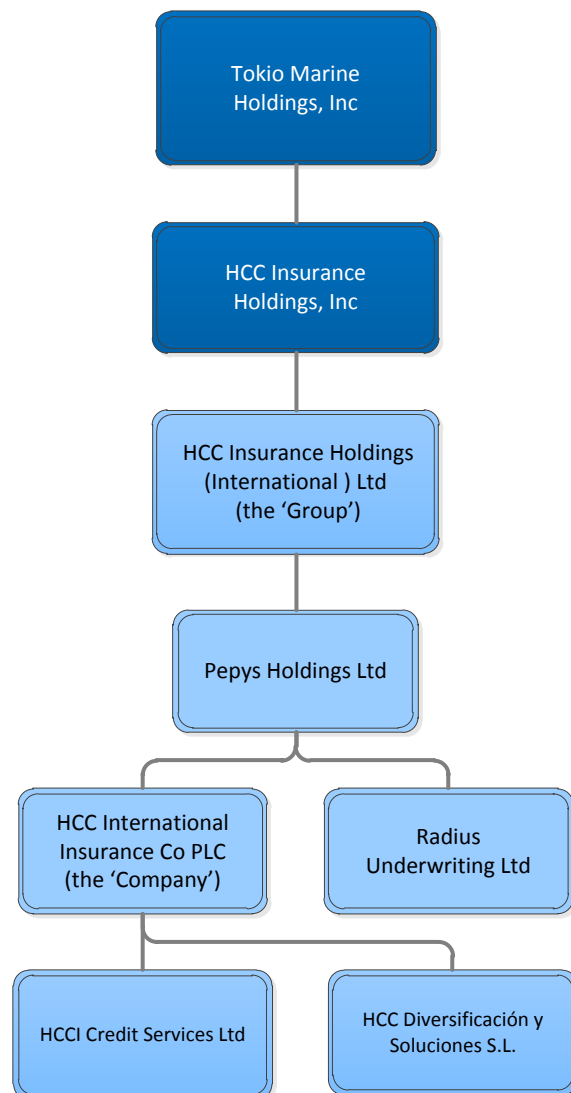 Tokio Marine
Holdings, Inc
HCC Insurance
Holdings, Inc
HCC Insurance Holdings
(International ) Ltd
(the ‘Group’)
Pepys Holdings Ltd
HCC International
Insurance Co PLC
(the ‘Company’)
Radius
Underwriting Ltd
HCCI Credit Services Ltd
HCC Diversificación y
Soluciones S.L.